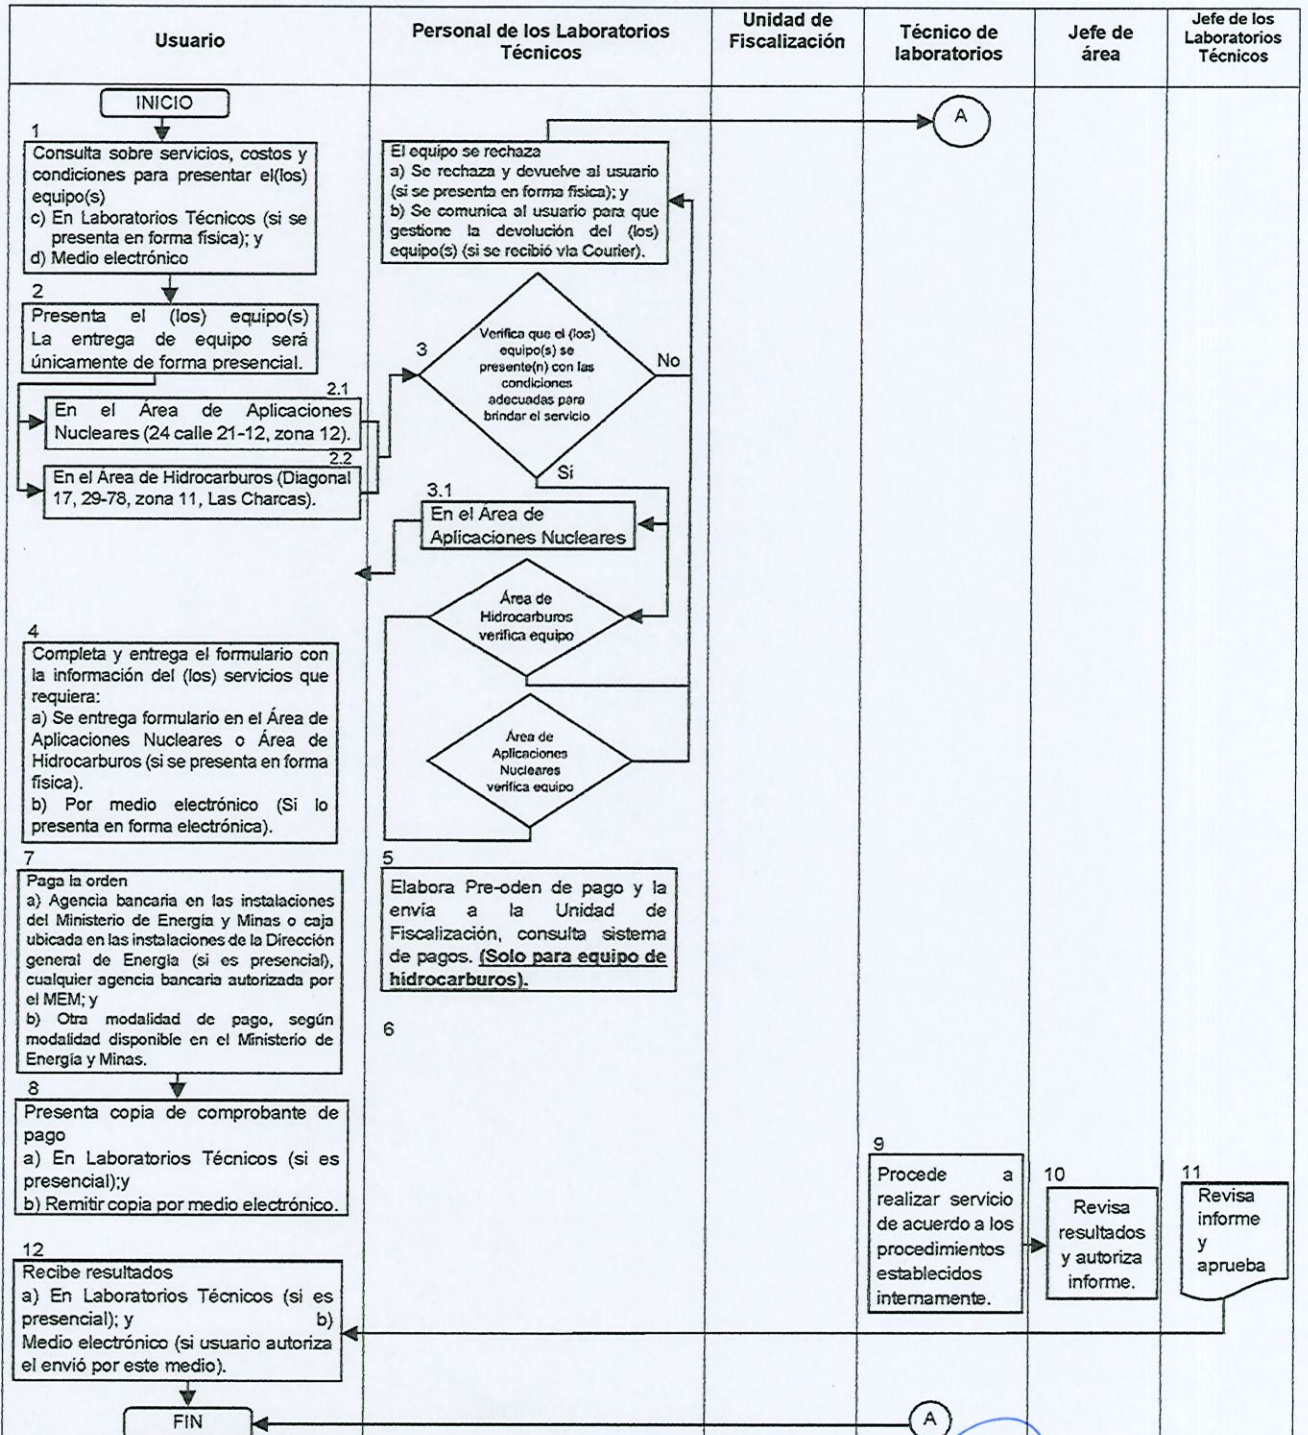 Usuario
Personal de los Laboratorios
Técnicos
Unidad de
Fiscalización
Técnico de
laboratorios
Jefe de
área
Jefe de los
Laboratorios
Técnicos
INICIO
1
Consulta sobre servicios, costos y
condiciones para presentar el(los)
equipo(s)
c) En Laboratorios Técnicos (si se
presenta en forma física); y
d) Medio electrónico
2
Presenta el (los) equipo(s)
La entrega de equipo será
únicamente de forma presencial.
2.1
En el Área de Aplicaciones
Nucleares (24 calle 21-12, zona 12).
2.2
En el Área de Hidrocarburos (Diagonal
17, 29-78, zona 11, Las Charcas).
El equipo se rechaza
a) Se rechaza y devuelve al usuario
(si se presenta en forma física); y
b) Se comunica al usuario para que
gestione la devolución del (los)
equipo(s) (si se recibió vía Courier).
A
3
Verifica que el (los)
equipo(s) se
presente(n) con las
condiciones
adecuadas para
brindar el servicio
No
Sí
3.1
En el Área de
Aplicaciones Nucleares
Área de
Hidrocarburos
verifica equipo
Área de
Aplicaciones
Nucleares
verifica equipo
4
Completa y entrega el formulario con
la información del (los) servicios que
requiera:
a) Se entrega formulario en el Área de
Aplicaciones Nucleares o Área de
Hidrocarburos (si se presenta en forma
física).
b) Por medio electrónico (Si lo
presenta en forma electrónica).
5
Elabora Pre-oden de pago y la
envía a la Unidad de
Fiscalización, consulta sistema
de pagos. (Solo para equipo de
hidrocarburos).
6
7
Paga la orden
a) Agencia bancaria en las instalaciones
del Ministerio de Energía y Minas o caja
ubicada en las instalaciones de la Dirección
general de Energía (si es presencial),
cualquier agencia bancaria autorizada por
el MEM; y
b) Otra modalidad de pago, según
modalidad disponible en el Ministerio de
Energía y Minas.
8
Presenta copia de comprobante de
pago
a) En Laboratorios Técnicos (si es
presencial);y
b) Remitir copia por medio electrónico.
9
Procede a
realizar servicio
de acuerdo a los
procedimientos
establecidos
internamente.
10
Revisa
resultados
y autoriza
informe.
11
Revisa
informe
y
aprueba
12
Recibe resultados
a) En Laboratorios Técnicos (si es
presencial); y b)
Medio electrónico (si usuario autoriza
el envió por este medio).
FIN
A